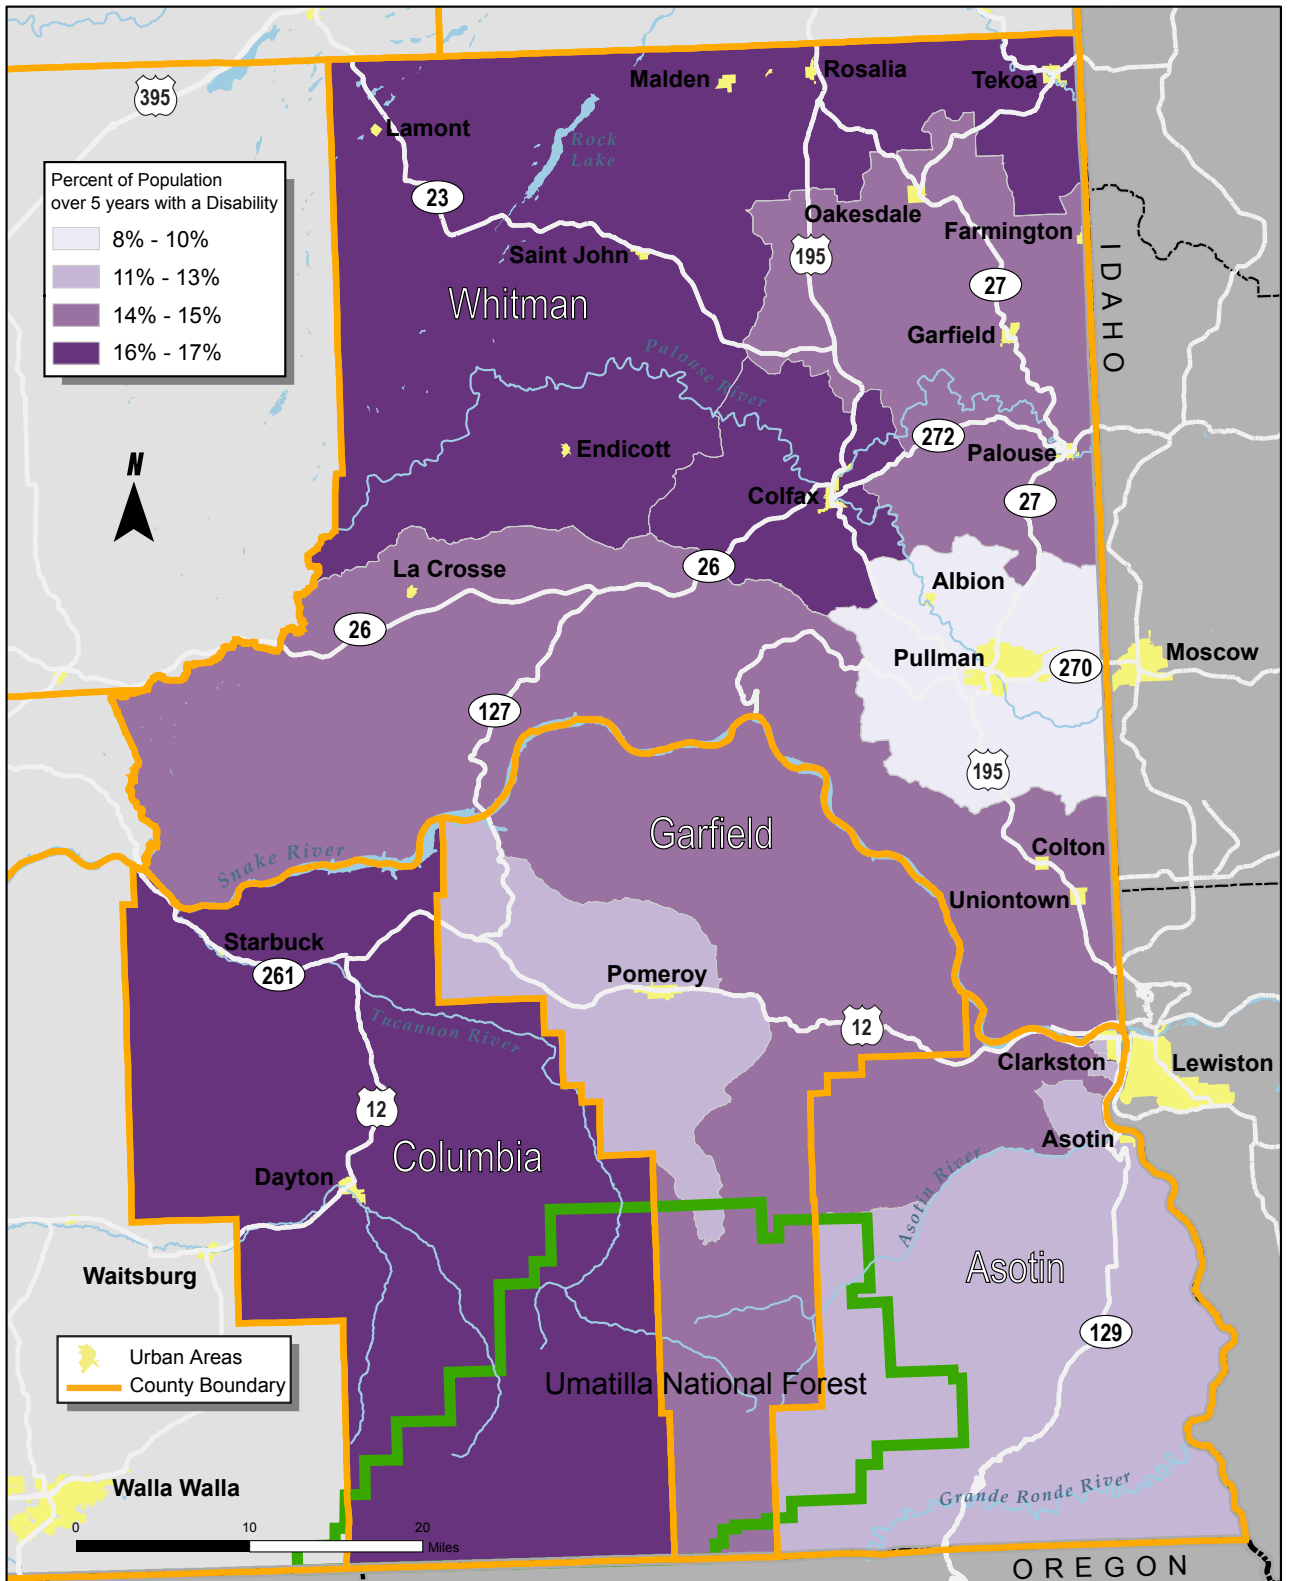 395
Malden
Rosalia
Tekoa
Lamont
Rock
Lake
Percent of Population
over 5 years with a Disability
8% - 10%
11% - 13%
14% - 15%
16% - 17%
23
Oakesdale
Farmington
Saint John
195
IDAHO
27
Whitman
Garfield
Palouse River
N
Endicott
272
Palouse
Colfax
27
La Crosse
26
Albion
26
Pullman
270
Moscow
127
195
Garfield
Snake River
Colton
Uniontown
Starbuck
261
Pomeroy
Tucannon River
12
Clarkston
Lewiston
12
Columbia
Asotin
Dayton
Asotin River
Waitsburg
Asotin
129
Urban Areas
County Boundary
Umatilla National Forest
Walla Walla
Grande Ronde River
0
10
20
Miles
OREGON